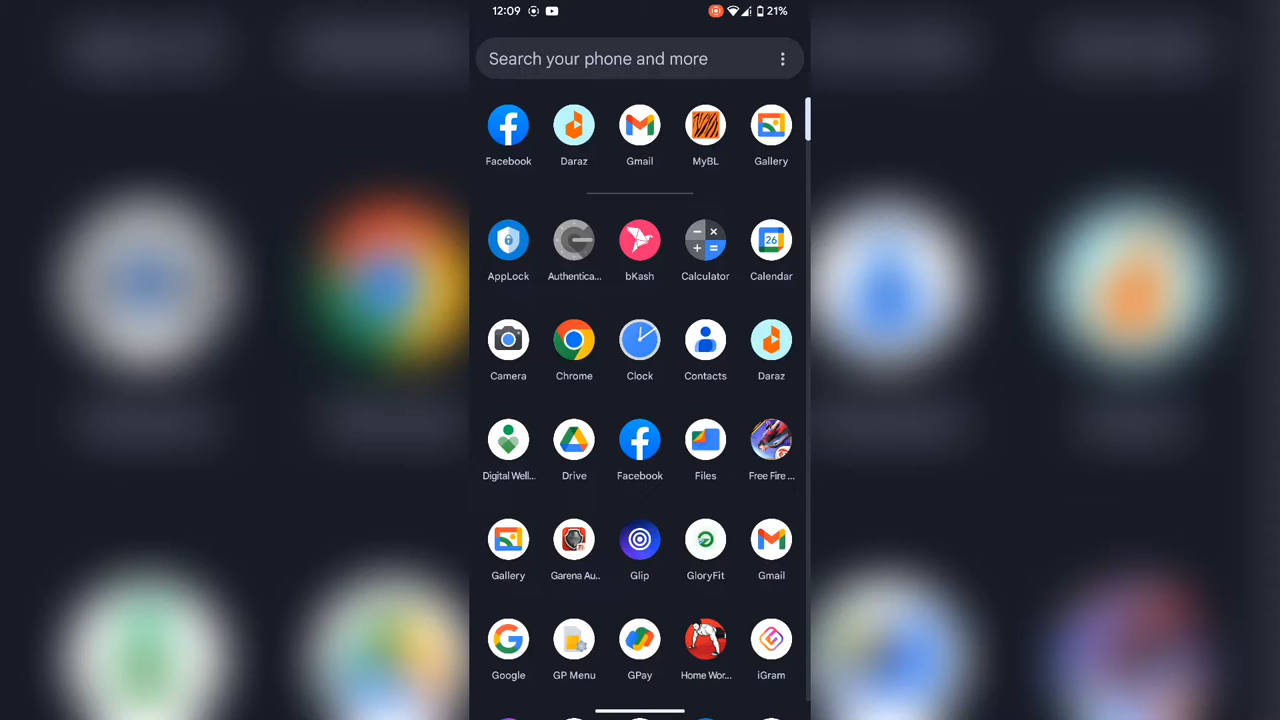 12:09
21%
Search your phone and more
Facebook
Daraz
Gmail
MyBL
Gallery
AppLock
Authentica...
bKash
Calculator
26
Calendar
Camera
Chrome
Clock
Contacts
Daraz
Digital Well...
Drive
Facebook
Files
Free Fire ...
Gallery
Garena Au..
Glip
GloryFit
Gmail
Google
GP Menu
GPay
Home Wor...
iGram